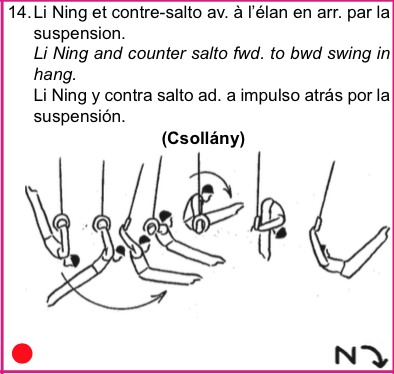 14. Li Ning et contre-salto av. à l'élan en arr. par la
suspension.
Li Ning and counter salto fwd. to bwd swing in
hang.
Li Ning y contra salto ad. a impulso atrás por la
suspensión.
(Csollány)
N